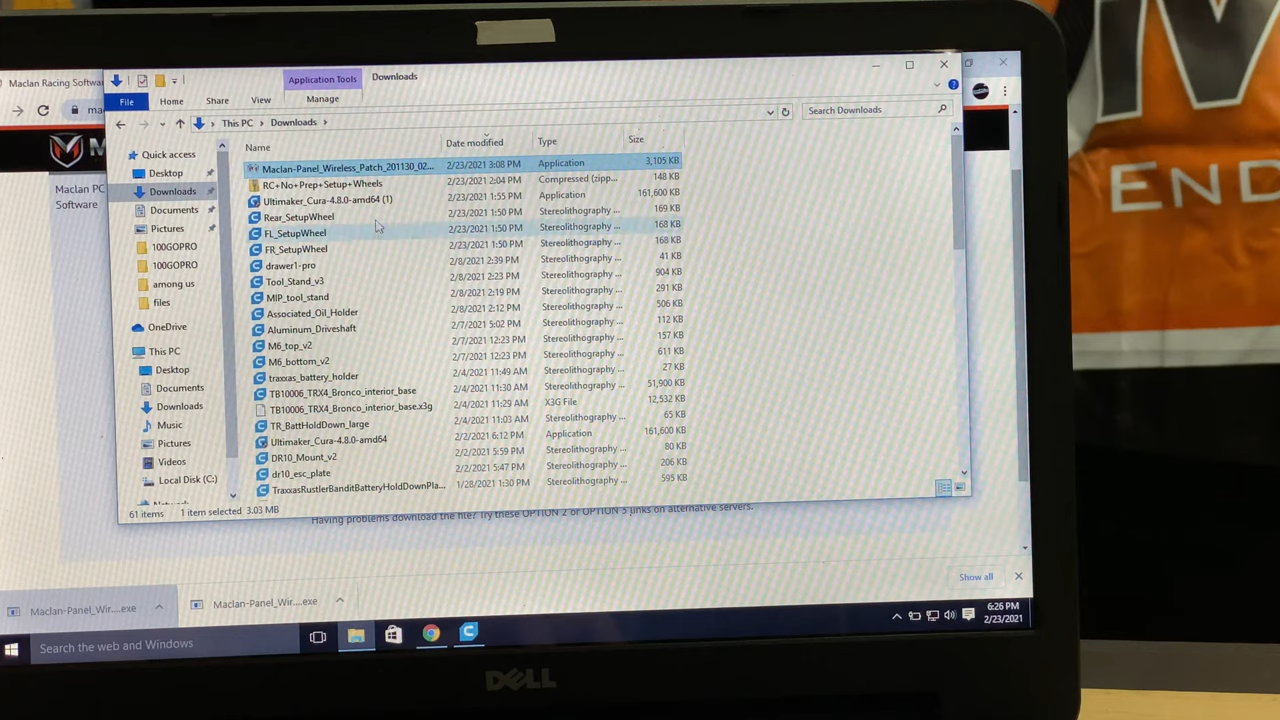 Maclan Racing Softwa
Application Tools
Downloads
File
Home
Share
View
Manage
This PC
Downloads
Search Downloads
Name
Date modified
Type
Size
Quick access
Desktop
Downloads
Documents
Pictures
100GOPRO
100GOPRO
among us
files
OneDrive
This PC
Desktop
Documents
Downloads
Music
Pictures
Videos
Local Disk (C:)
Maclan-Panel_Wireless_Patch_201130_02... 2/23/2021 3:08 PM Application 3,105 KB
RC+No+Prep+Setup+Wheels 2/23/2021 2:04 PM Compressed (zipp... 148 KB
Ultimaker_Cura-4.8.0-amd64 (1) 2/23/2021 1:55 PM Application 161,600 KB
Rear_SetupWheel 2/23/2021 1:50 PM Stereolithography ... 169 KB
FL_SetupWheel 2/23/2021 1:50 PM Stereolithography ... 168 KB
FR_SetupWheel 2/23/2021 1:50 PM Stereolithography ... 168 KB
drawer1-pro 2/8/2021 2:39 PM Stereolithography ... 41 KB
Tool_Stand_v3 2/8/2021 2:23 PM Stereolithography ... 904 KB
MIP_tool_stand 2/8/2021 2:19 PM Stereolithography ... 291 KB
Associated_Oil_Holder 2/8/2021 2:12 PM Stereolithography ... 506 KB
Aluminum_Driveshaft 2/7/2021 5:02 PM Stereolithography ... 112 KB
M6_top_v2 2/7/2021 12:23 PM Stereolithography ... 157 KB
M6_bottom_v2 2/7/2021 12:23 PM Stereolithography ... 611 KB
traxxas_battery_holder 2/4/2021 11:49 AM Stereolithography ... 27 KB
TB10006_TRX4_Bronco_interior_base 2/4/2021 11:30 AM Stereolithography ... 51,900 KB
TB10006_TRX4_Bronco_interior_base.x3g 2/4/2021 11:29 AM X3G File 12,532 KB
TR_BattHoldDown_large 2/4/2021 11:03 AM Stereolithography ... 65 KB
Ultimaker_Cura-4.8.0-amd64 2/2/2021 6:12 PM Application 161,600 KB
DR10_Mount_v2 2/2/2021 5:59 PM Stereolithography ... 80 KB
dr10_esc_plate 2/2/2021 5:47 PM Stereolithography ... 206 KB
TraxxasRustlerBanditBatteryHoldDownPla... 1/28/2021 1:30 PM Stereolithography ... 595 KB
61 items 1 item selected 3.03 MB
Maclan PC
Software
Having problems download the file? Try these OPTION 2 or OPTION 3 links on alternative servers.
Maclan-Panel_Wir....exe
Maclan-Panel_Wir....exe
Show all
Search the web and Windows
6:26 PM
2/23/2021
DELL
END